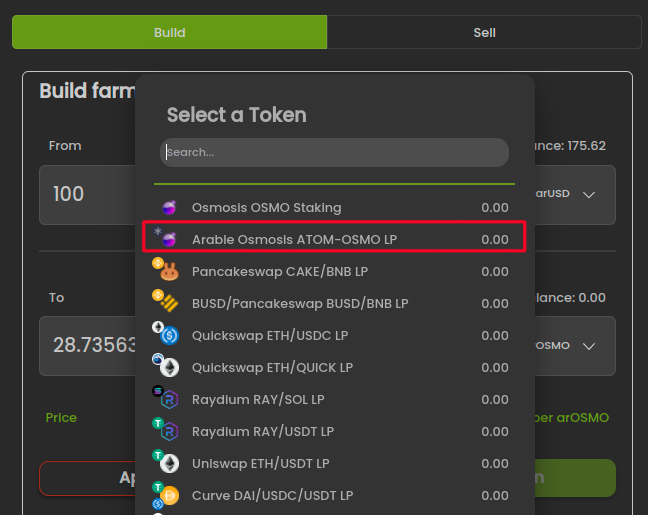 Build
Sell
Build farm
Select a Token
Search...
From
nce: 175.62
100
arUSD
Osmosis OSMO Staking 0.00
Arable Osmosis ATOM-OSMO LP 0.00
Pancakeswap CAKE/BNB LP 0.00
To
lance: 0.00
BUSD/Pancakeswap BUSD/BNB LP 0.00
28.73563
OSMO
Quickswap ETH/USDC LP 0.00
Quickswap ETH/QUICK LP 0.00
Raydium RAY/SOL LP 0.00
Price
per arOSMO
Raydium RAY/USDT LP 0.00
Uniswap ETH/USDT LP 0.00
Ap
n
Curve DAI/USDC/USDT LP 0.00